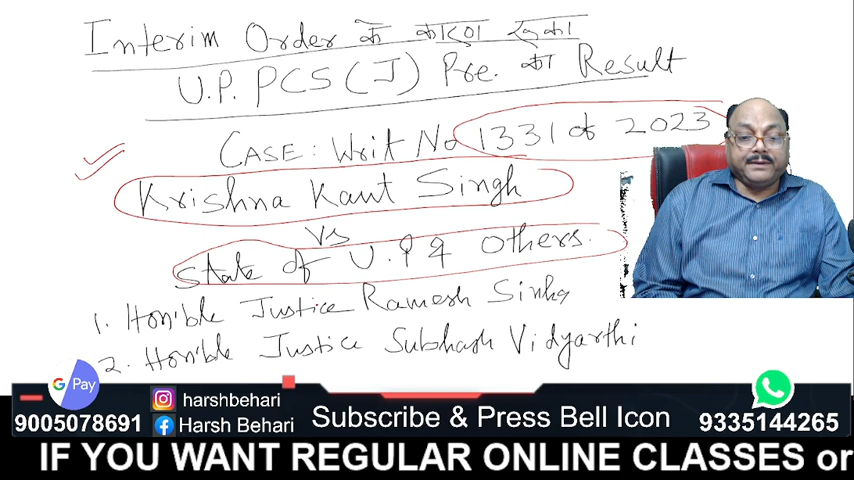 Interim Order के कारण रुका
U.P. PCS (J) Pre. का Result
CASE: Writ No 1331 of 2023
Krishna Kant Singh
Vs
State of U.P & Others.
1. Hon'ble Justice Ramesh Sinha
2. Hon'ble Justice Subhash Vidyarthi
G Pay
9005078691
harshbehari
Harsh Behari
Subscribe & Press Bell Icon
9335144265
IF YOU WANT REGULAR ONLINE CLASSES or